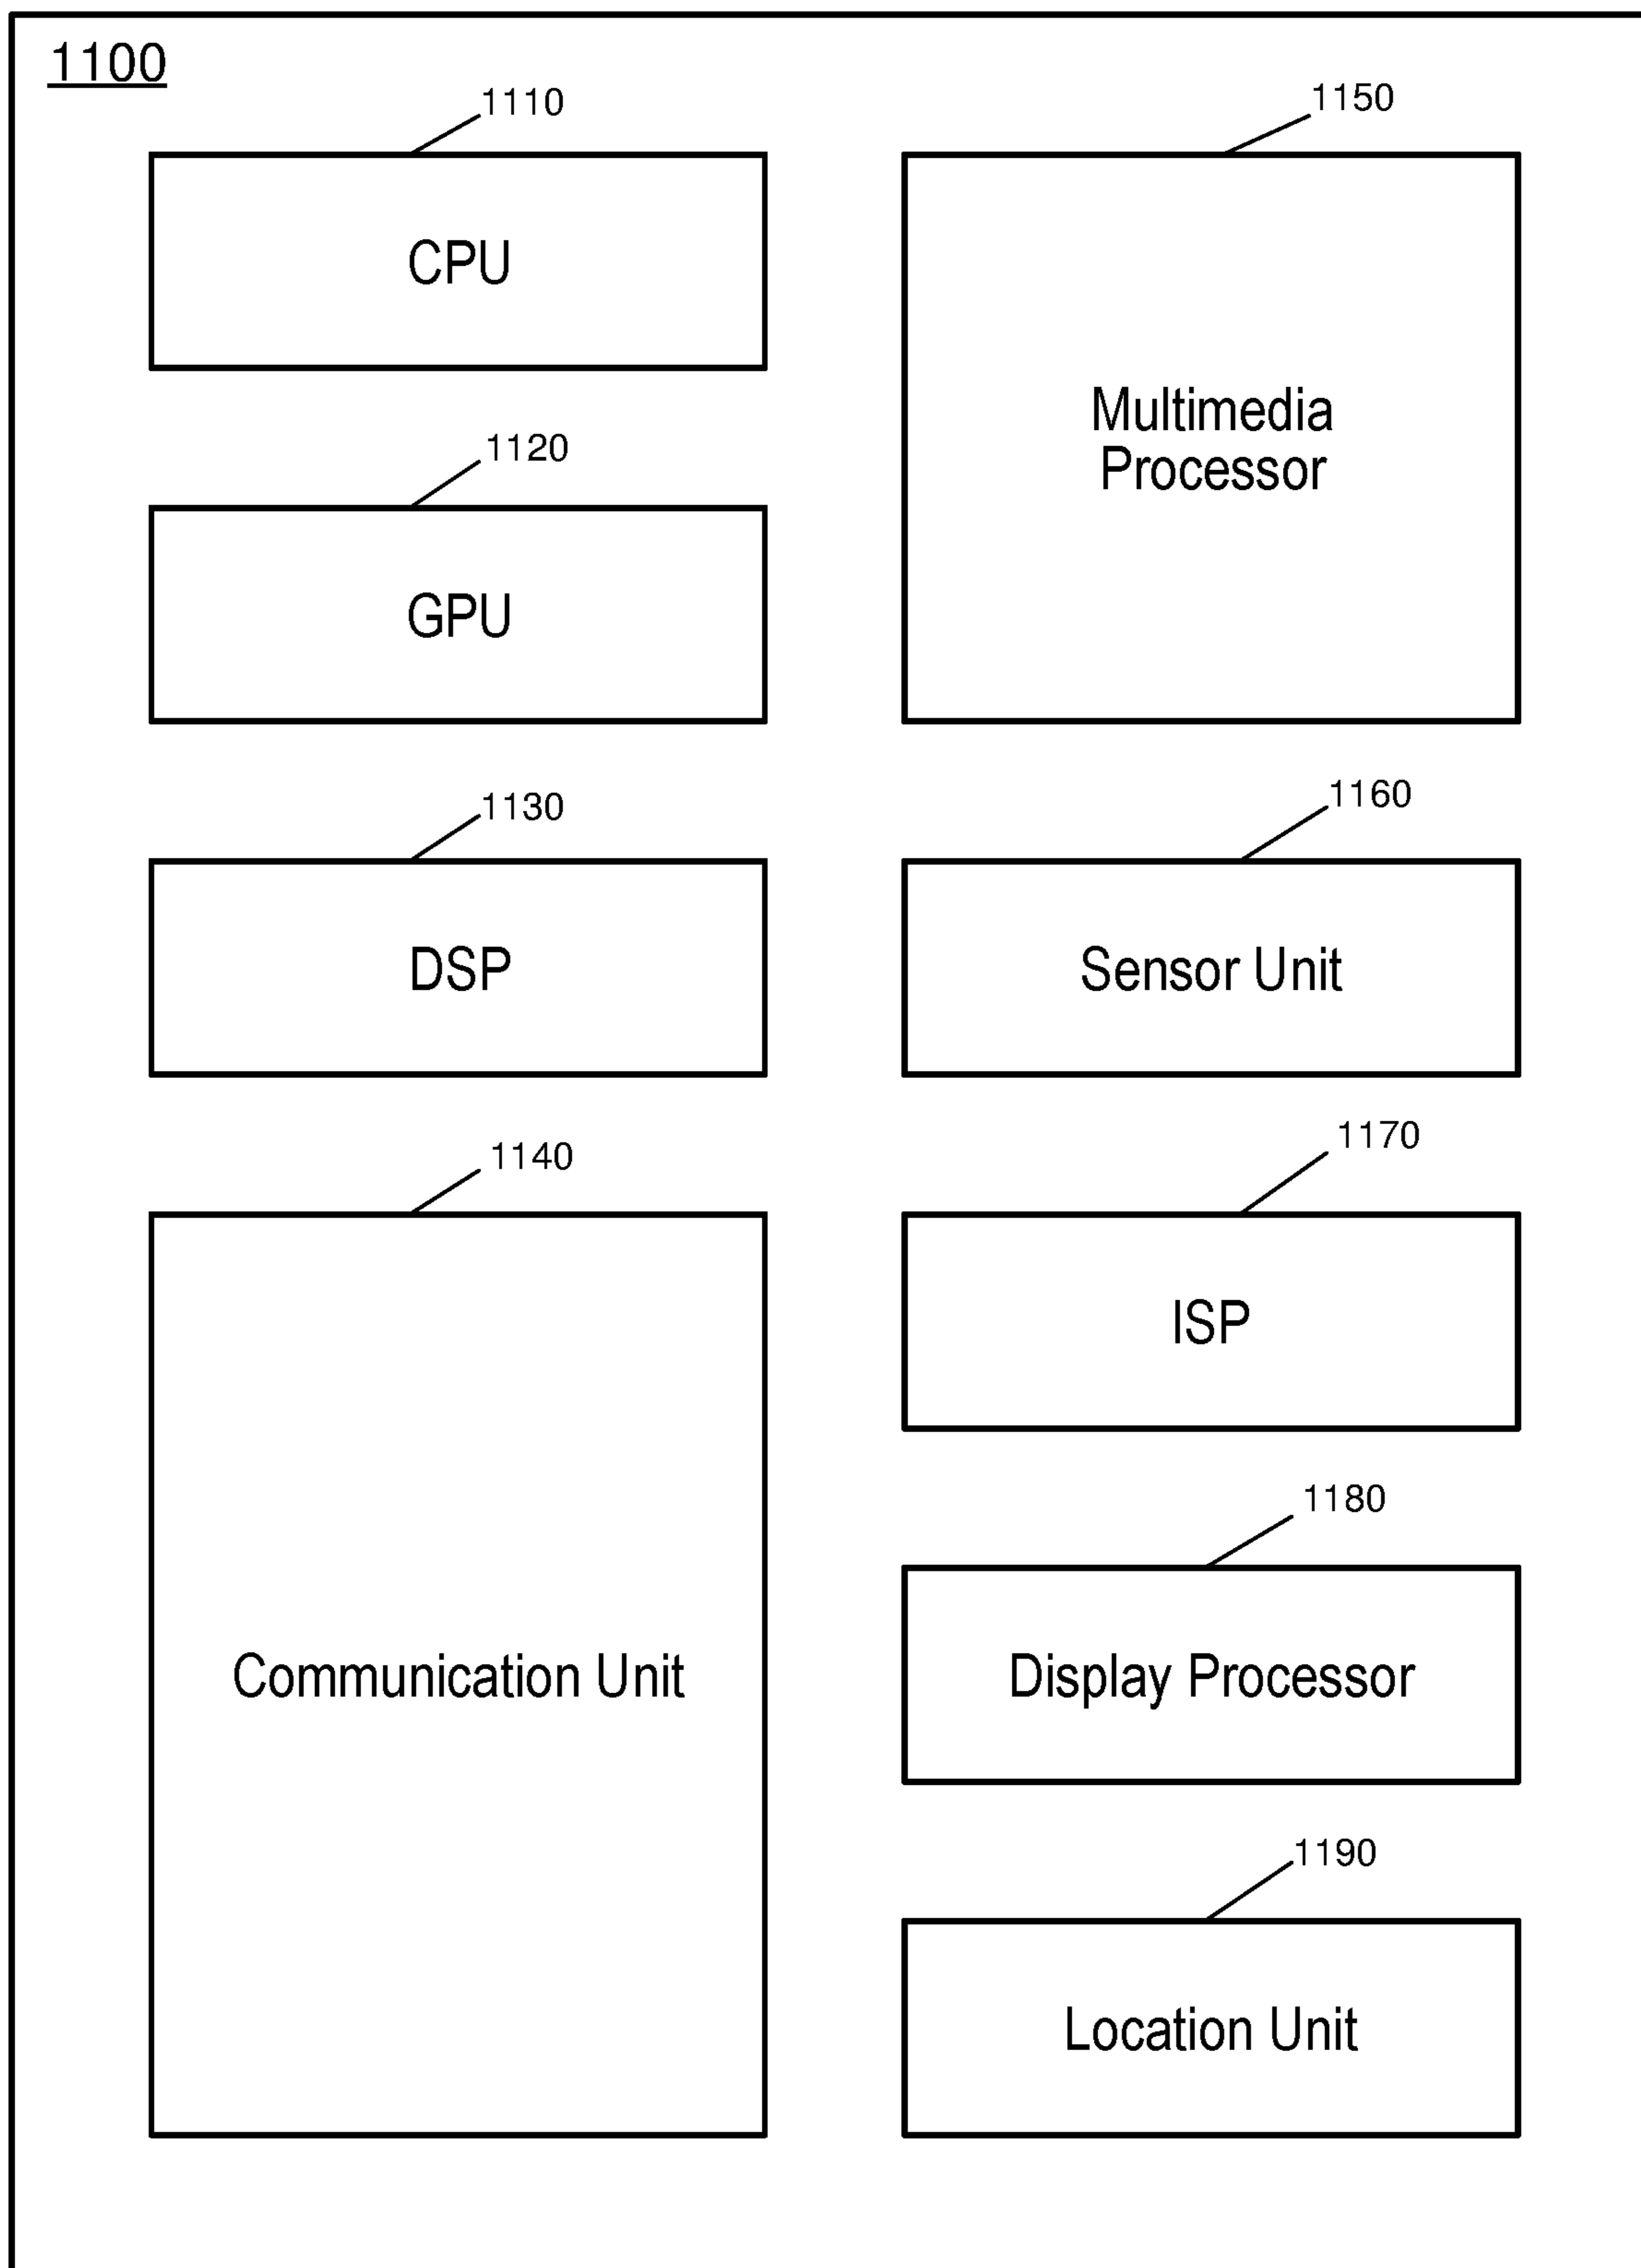 1100
1110
CPU
1120
GPU
1130
DSP
1140
Communication Unit
1150
Multimedia
Processor
1160
Sensor Unit
1170
ISP
1180
Display Processor
1190
Location Unit